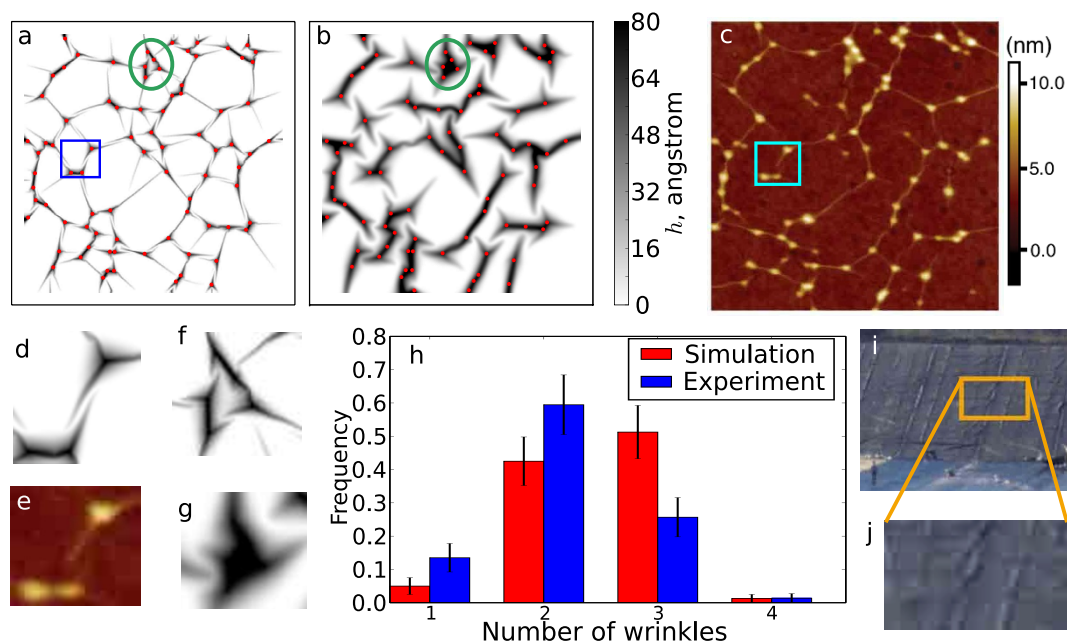 a
b
80
64
48
32
16
0
h, angstrom
c
(nm)
10.0
5.0
0.0
d
f
e
g
h
Simulation
Experiment
Frequency
0.8
0.7
0.6
0.5
0.4
0.3
0.2
0.1
0.0
1 2 3 4
Number of wrinkles
i
j